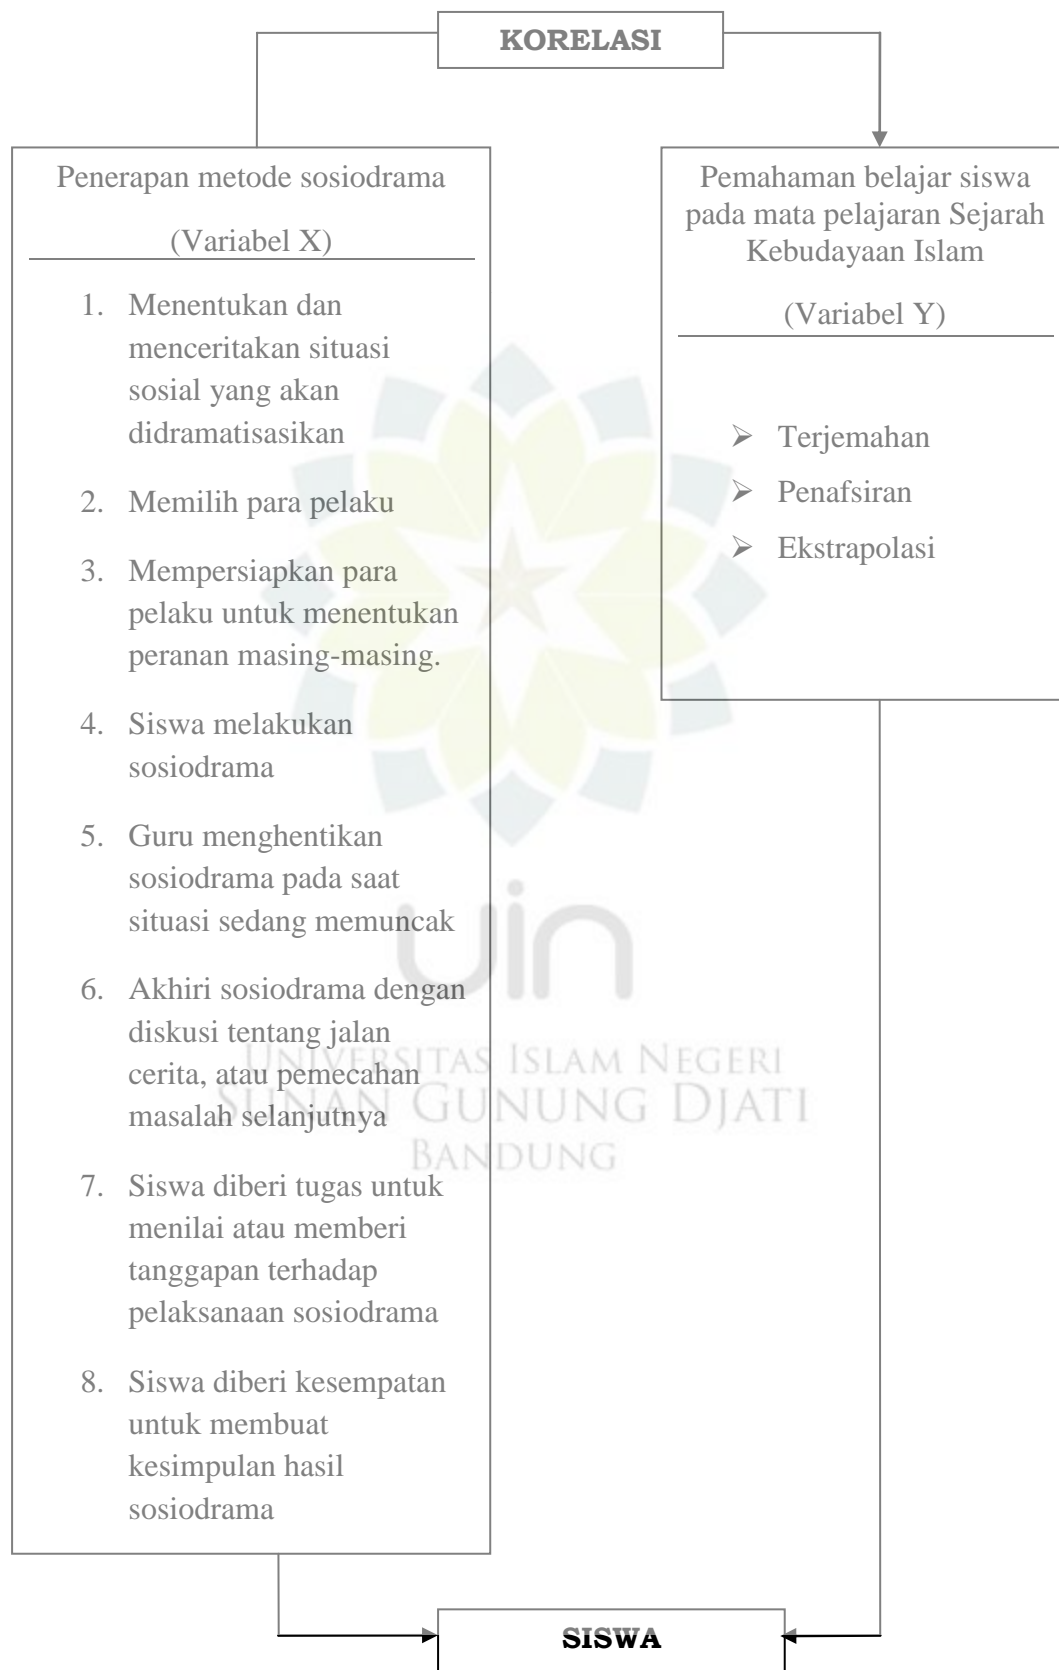 KORELASI
Penerapan metode sosiodrama
(Variabel X)
1. Menentukan dan
menceritakan situasi
sosial yang akan
didramatisasikan
2. Memilih para pelaku
3. Mempersiapkan para
pelaku untuk menentukan
peranan masing-masing.
4. Siswa melakukan
sosiodrama
5. Guru menghentikan
sosiodrama pada saat
situasi sedang memuncak
6. Akhiri sosiodrama dengan
diskusi tentang jalan
cerita, atau pemecahan
masalah selanjutnya
7. Siswa diberi tugas untuk
menilai atau memberi
tanggapan terhadap
pelaksanaan sosiodrama
8. Siswa diberi kesempatan
untuk membuat
kesimpulan hasil
sosiodrama
Pemahaman belajar siswa
pada mata pelajaran Sejarah
Kebudayaan Islam
(Variabel Y)
➢ Terjemahan
➢ Penafsiran
➢ Ekstrapolasi
uin
UNIVERSITAS ISLAM NEGERI
SUNAN GUNUNG DJATI
BANDUNG
SISWA